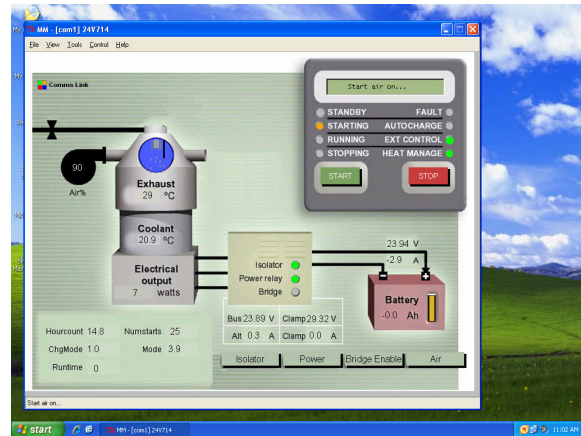 MM - [com1] 24V714
File View Tools Control Help
Comms Link
Start air on...
STANDBY FAULT
STARTING AUTOCHARGE
RUNNING EXT CONTROL
STOPPING HEAT MANAGE
START STOP
90
Air%
Exhaust
29 ºC
Coolant
20.9 ºC
Electrical
output
7 watts
Isolator
Power relay
Bridge
23.94 V
-2.9 A
Battery
-0.0 Ah
Bus 23.89 V Clamp 29.32 V
Alt 0.3 A Clamp 0.0 A
Hourcount 14.8 Numstarts 25
ChgMode 1.0 Mode 3.9
Runtime 0
Isolator Power Bridge Enable Air
Start air on...
start MM - [com1] 24V714 11:02 AM